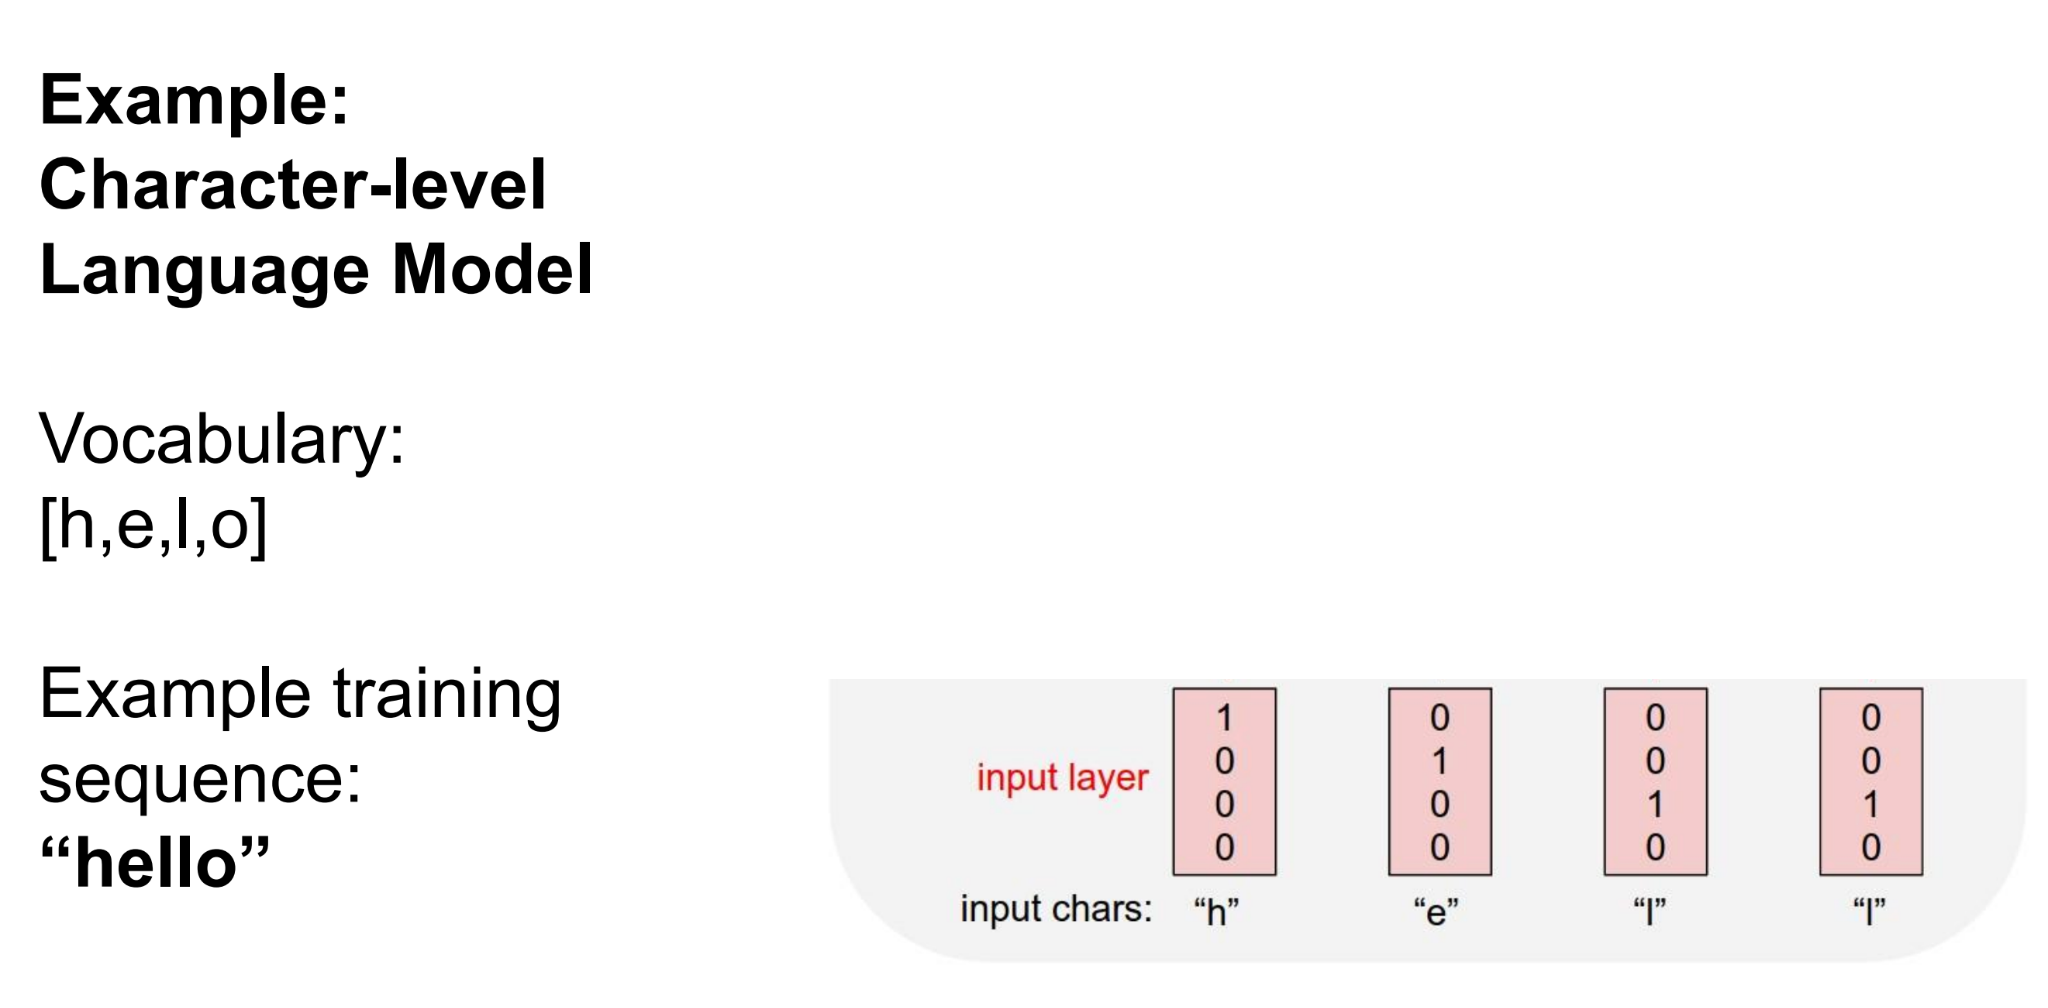 Example:
Character-level
Language Model
Vocabulary:
[h,e,l,o]
Example training
sequence:
“hello”
1 0 0 0
input layer
0 1 0 0
0 0 1 1
0 0 0 0
input chars: “h” “e” “l” “l”